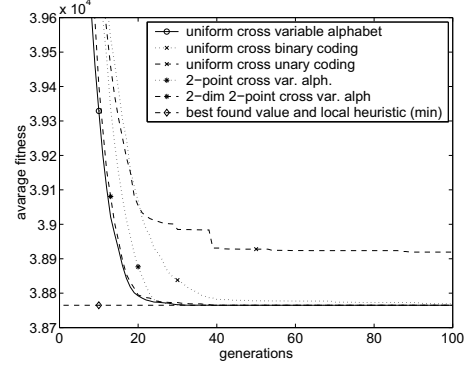 x 10⁴
3.96
3.95
3.94
3.93
3.92
3.91
3.9
3.89
3.88
3.87
0
20
40
60
80
100
avarage fitness
generations
uniform cross variable alphabet
uniform cross binary coding
uniform cross unary coding
2−point cross var. alph.
2−dim 2−point cross var. alph
best found value and local heuristic (min)